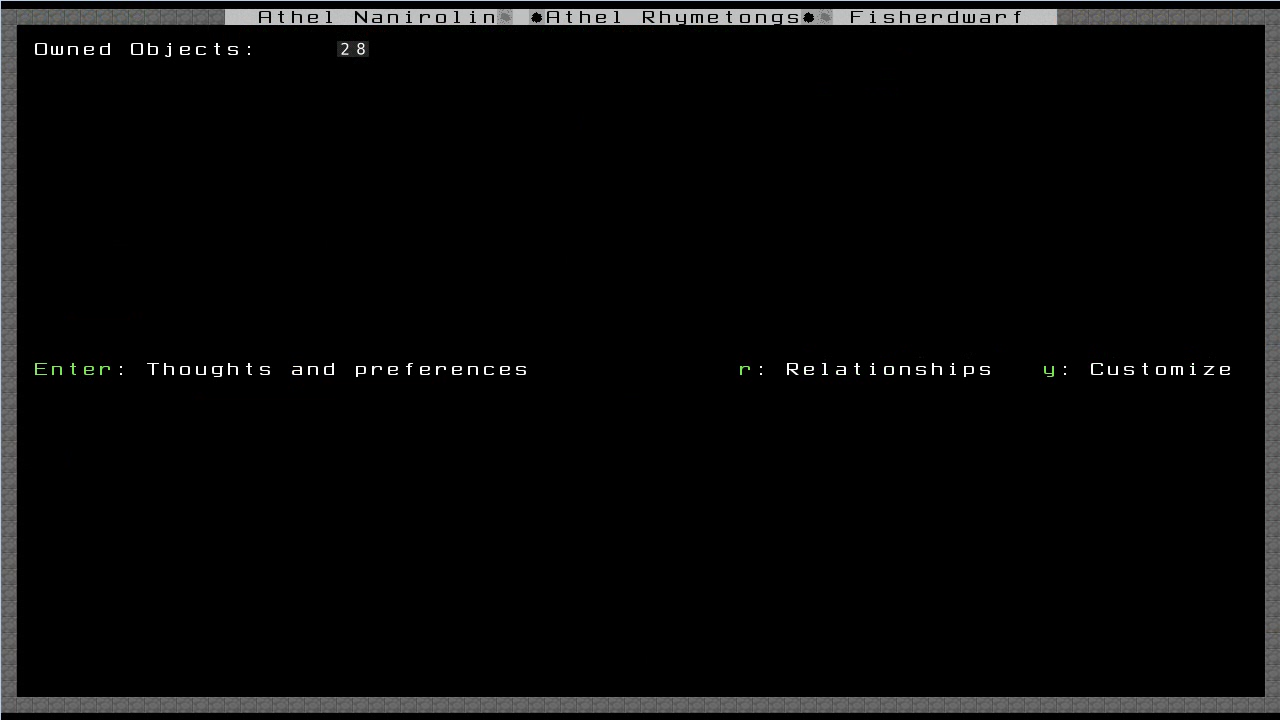 Athel Nanirolin Athel Rhymetongs Fisherdwarf
Owned Objects: 28
Enter: Thoughts and preferences r: Relationships y: Customize